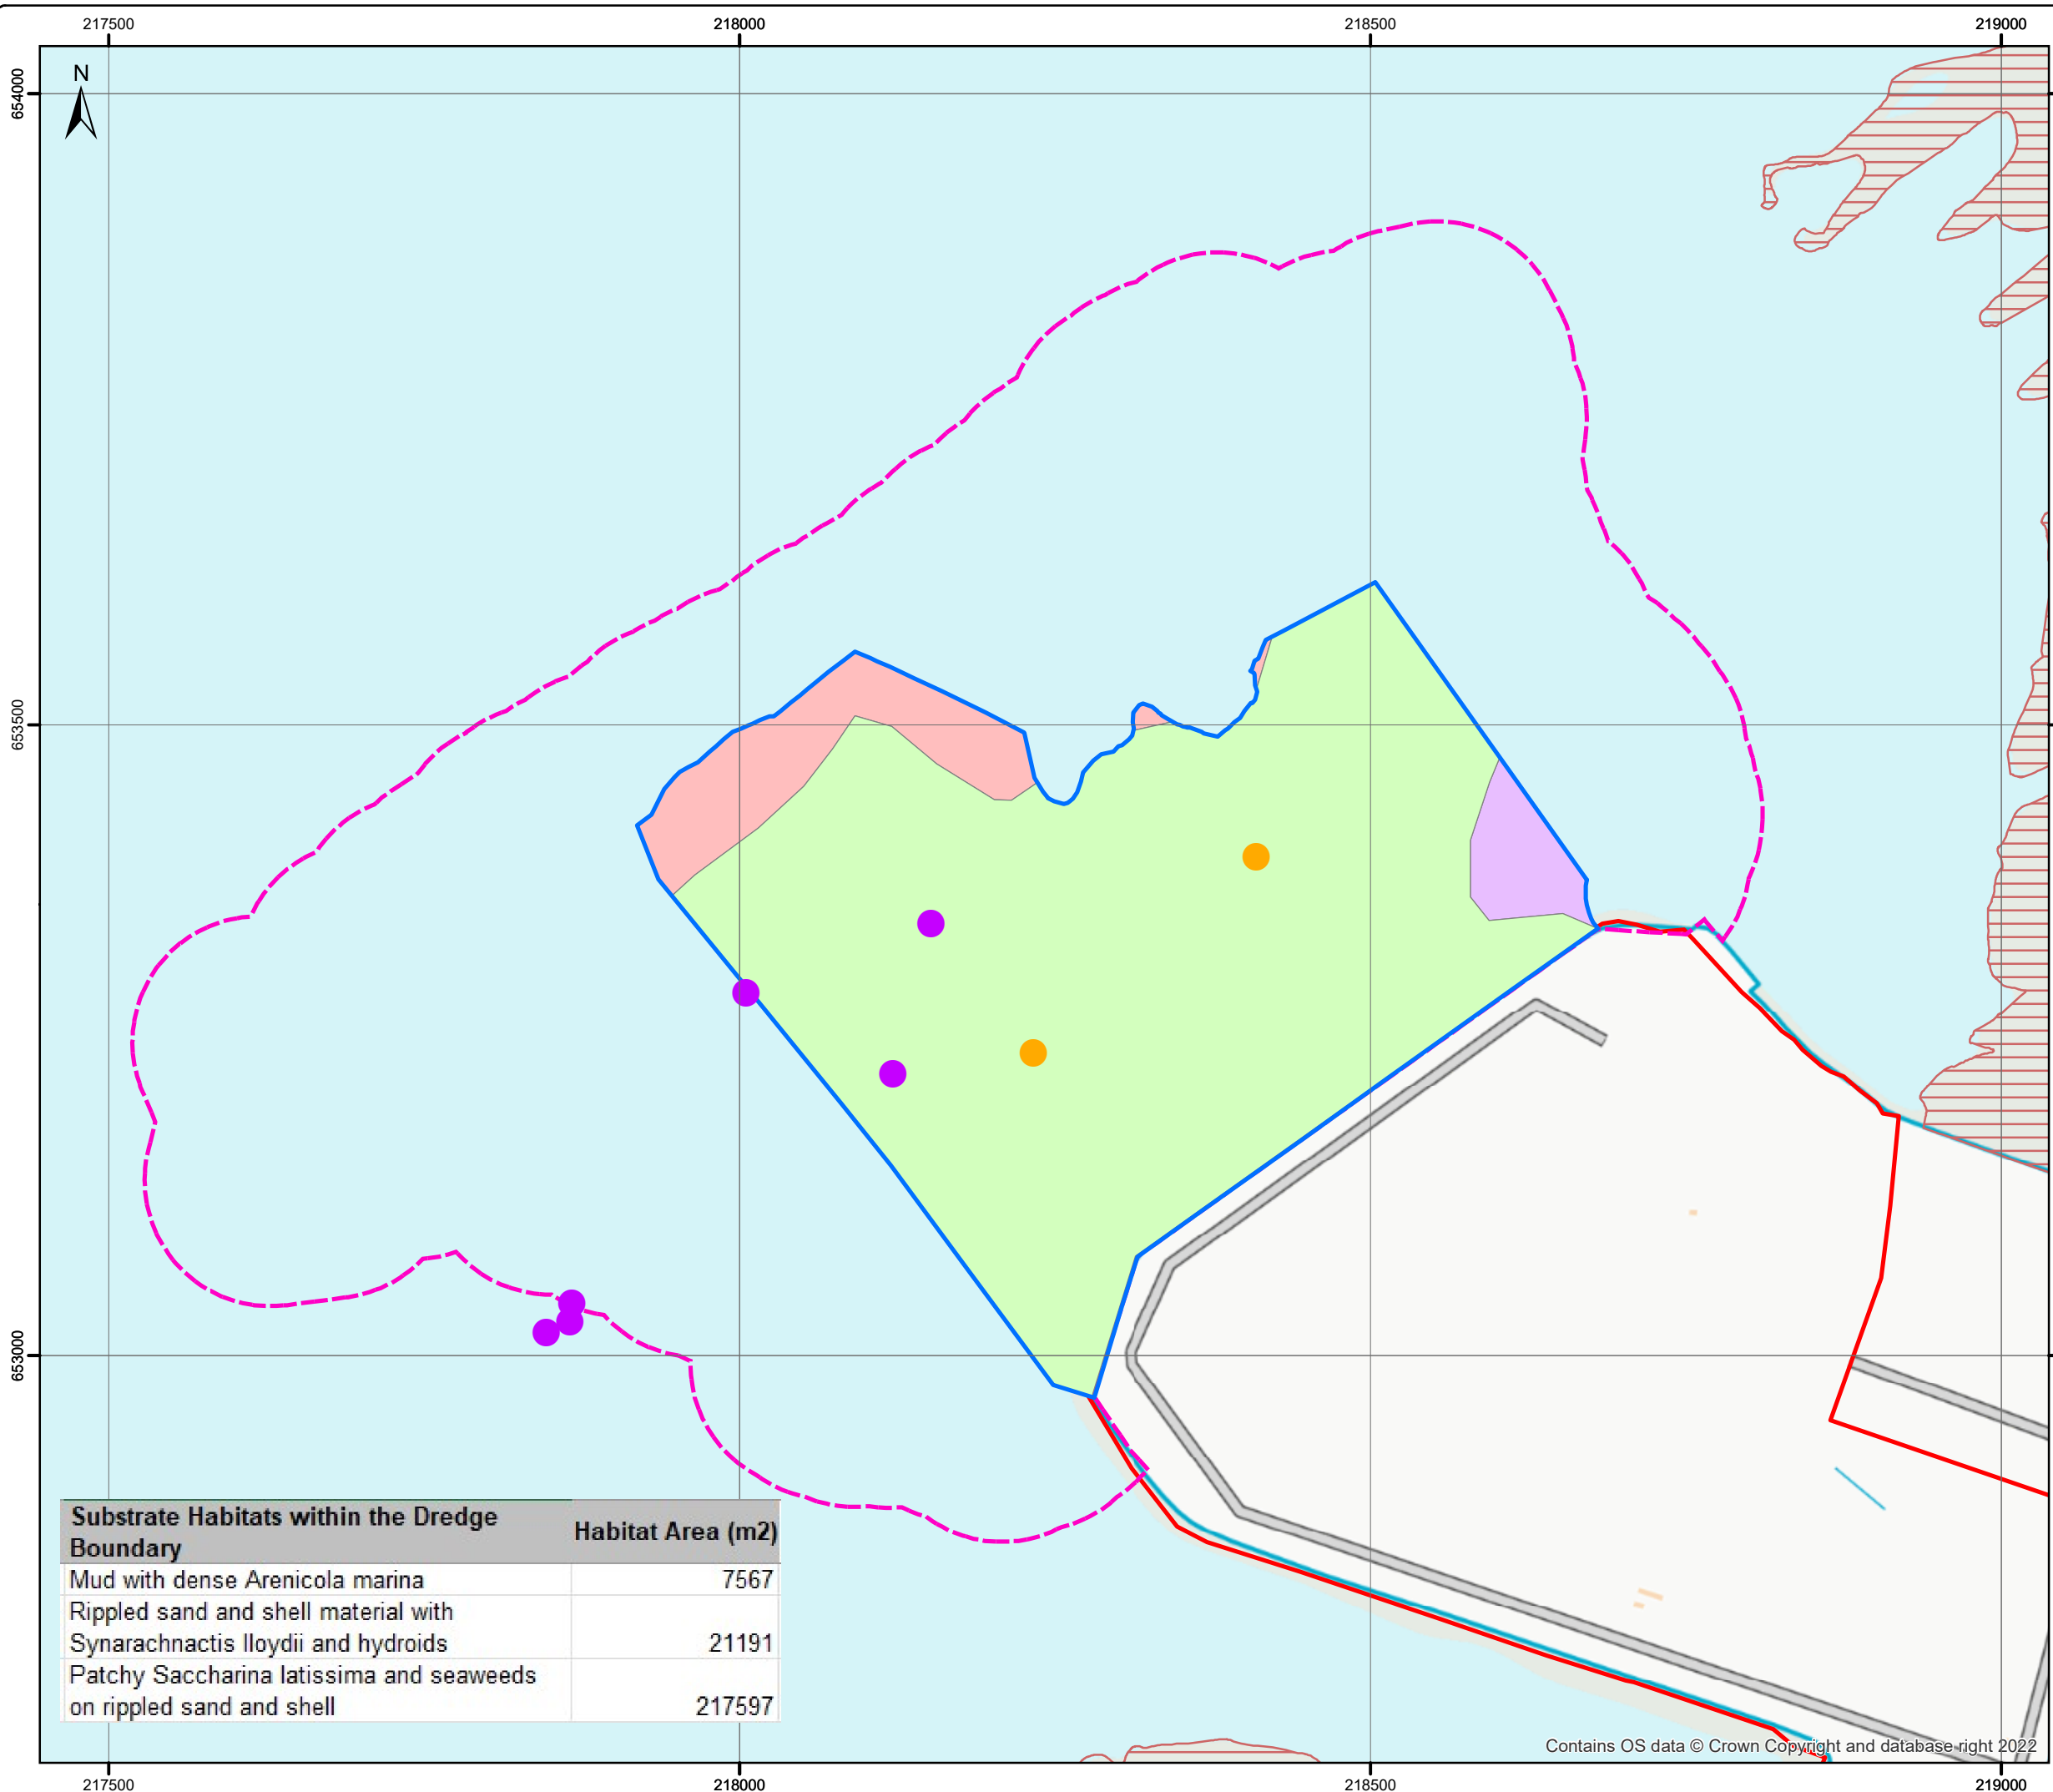 217500 218000 218500 219000
N
654000
653500
653000
Substrate Habitats within the Dredge
Boundary
Habitat Area (m2)
Mud with dense Arenicola marina 7567
Rippled sand and shell material with
Synarachnactis lloydii and hydroids 21191
Patchy Saccharina latissima and seaweeds
on rippled sand and shell 217597
Contains OS data © Crown Copyright and database right 2022
217500 218000 218500 219000